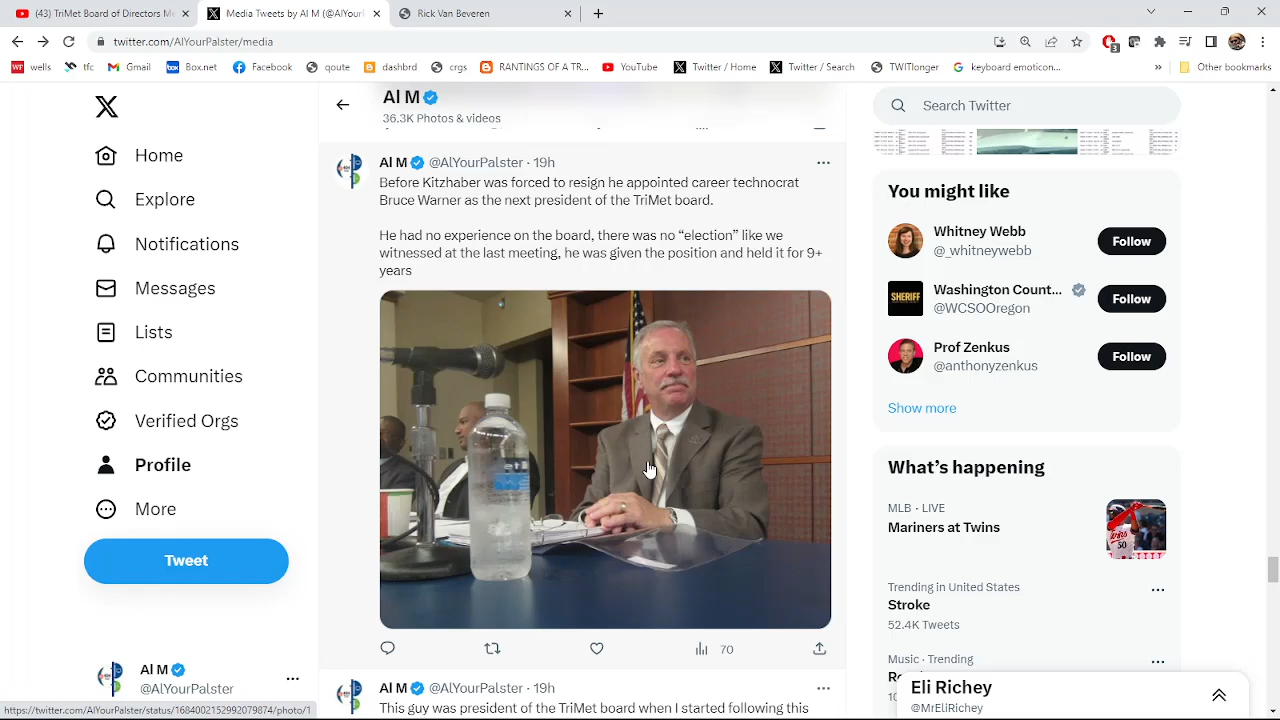 (43) TriMet Board of Directors Me
Media Tweets by Al M (@AlYourl
Rick Van Beveren
twitter.com/AlYourPalster/media
3
wells
tfc
Gmail
Box.net
Facebook
qoute
dashbrd
evans
RANTINGS OF A TR...
YouTube
Twitter / Home
Twitter / Search
TWITlonger
keyboard emoticon...
»
Other bookmarks
Home
Explore
Notifications
Messages
Lists
Communities
Verified Orgs
Profile
More
Tweet
Al M
@AlYourPalster
https://twitter.com/AlYourPalster/status/1684002152992079874/photo/1
Al M
36.3K Photos & videos
Al M @AlYourPalster · 19h
Before Kitzhaber was forced to resign he appointed career technocrat
Bruce Warner as the next president of the TriMet board.
He had no experience on the board, there was no “election” like we
witnessed at the last meeting, he was given the position and held it for 9+
years
70
Al M @AlYourPalster · 19h
This guy was president of the TriMet board when I started following this
Search Twitter
You might like
Whitney Webb
@_whitneywebb
Follow
SHERIFF
Washington Count...
@WCSOOregon
Follow
Prof Zenkus
@anthonyzenkus
Follow
Show more
What’s happening
MLB · LIVE
Mariners at Twins
50
Trending in United States
Stroke
52.4K Tweets
Music · Trending
Eli Richey
@MrEliRichey